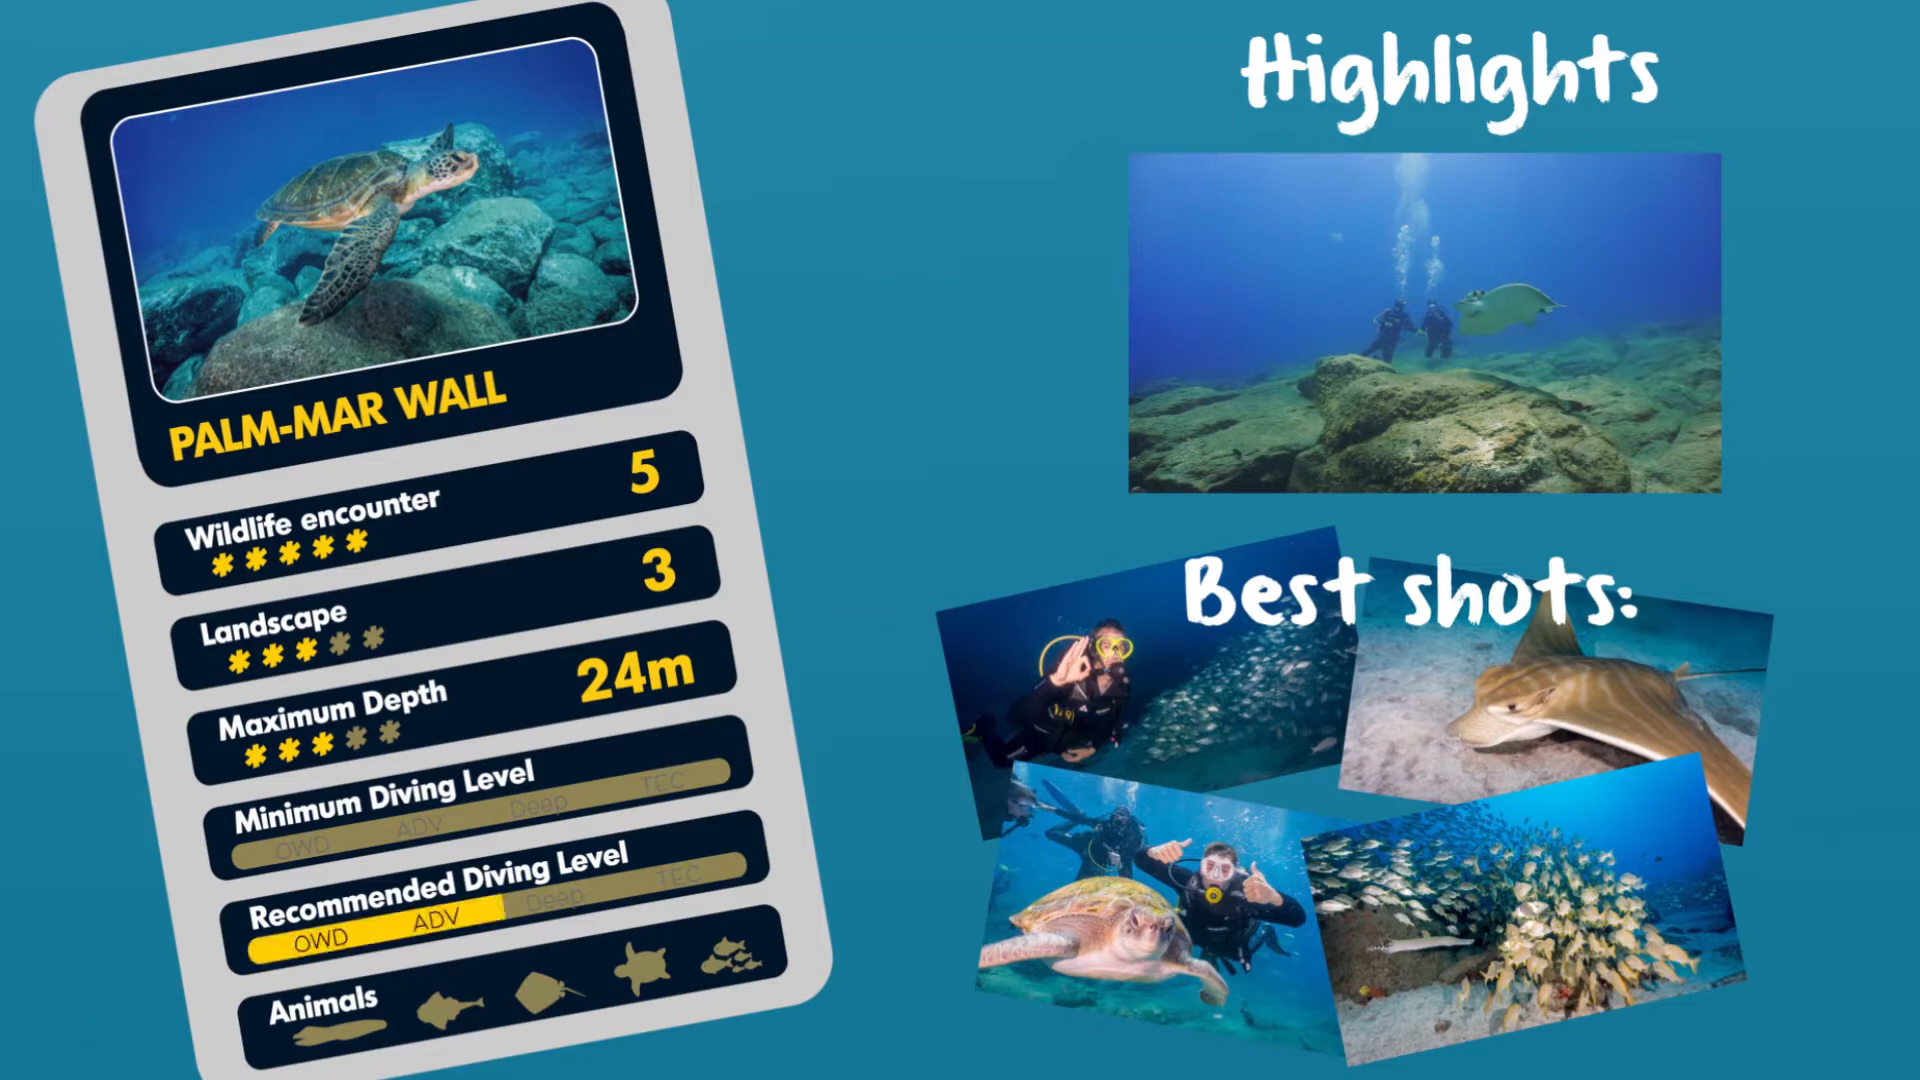 PALM-MAR WALL
Wildlife encounter 5
*****
Landscape 3
*****
Maximum Depth 24m
*****
Minimum Diving Level
OWD ADV Deep TEC
Recommended Diving Level
OWD ADV Deep TEC
Animals
Highlights
Best shots: